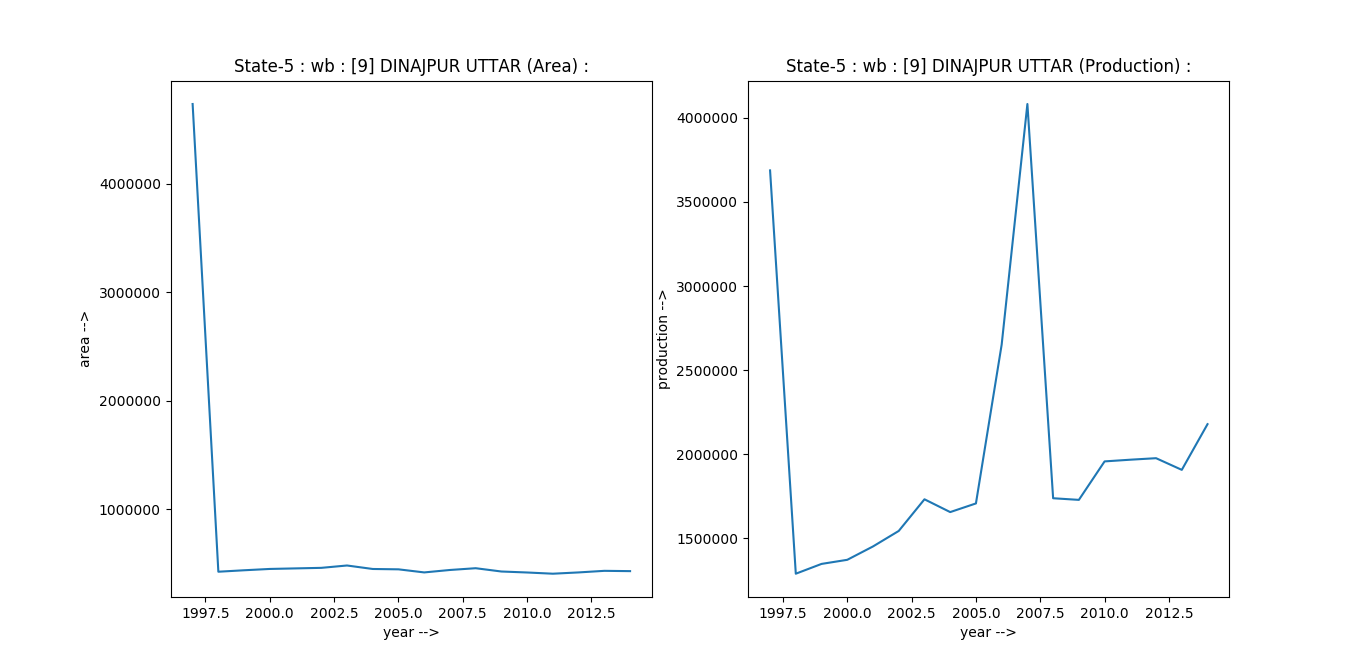 State-5 : wb : [9] DINAJPUR UTTAR (Area) :
4000000
3000000
2000000
1000000
area -->
1997.5 2000.0 2002.5 2005.0 2007.5 2010.0 2012.5
year -->
State-5 : wb : [9] DINAJPUR UTTAR (Production) :
4000000
3500000
3000000
2500000
2000000
1500000
production -->
1997.5 2000.0 2002.5 2005.0 2007.5 2010.0 2012.5
year -->